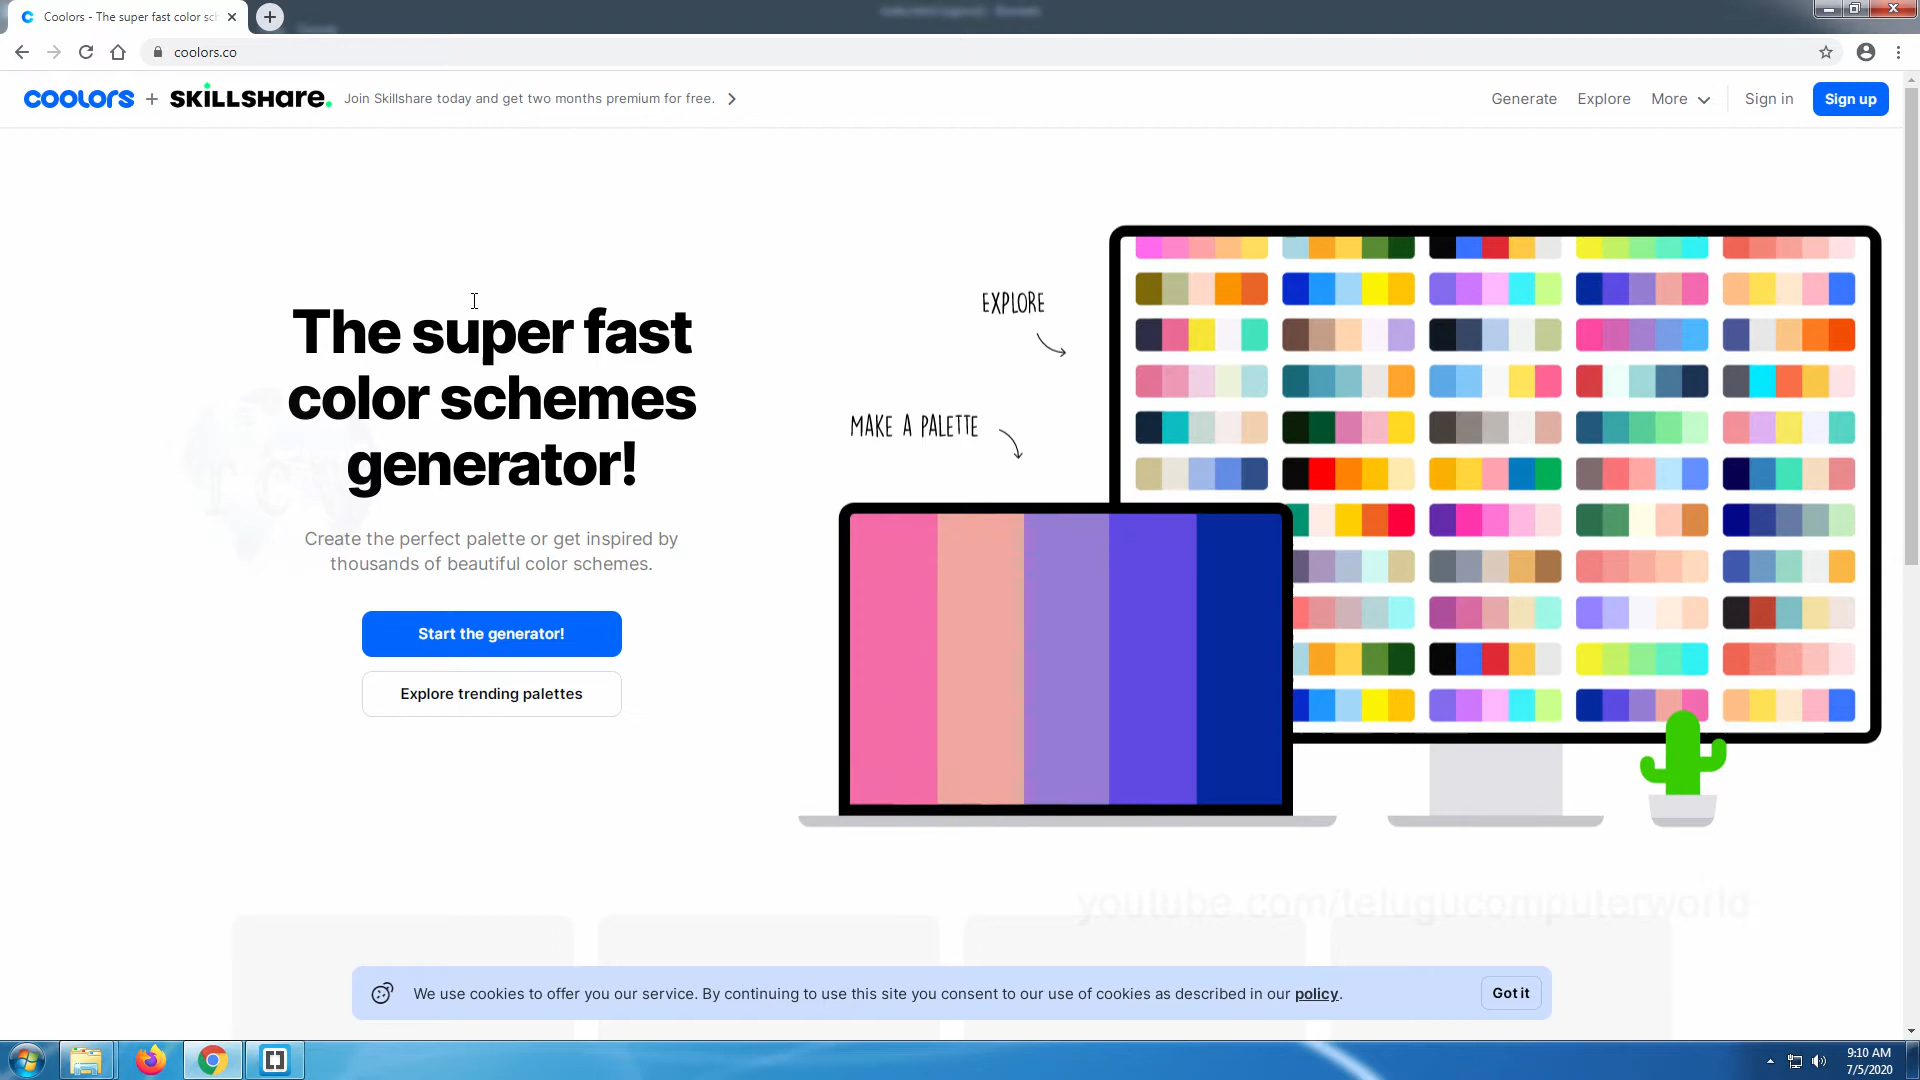 Coolors - The super fast color sch
coolors.co
coolors + SKILLSHARE. Join Skillshare today and get two months premium for free.
Generate Explore More Sign in Sign up
The super fast
color schemes
generator!
Create the perfect palette or get inspired by
thousands of beautiful color schemes.
Start the generator!
Explore trending palettes
EXPLORE
MAKE A PALETTE
youtube.com/telugucomputerworld
We use cookies to offer you our service. By continuing to use this site you consent to our use of cookies as described in our policy.
Got it
9:10 AM
7/5/2020